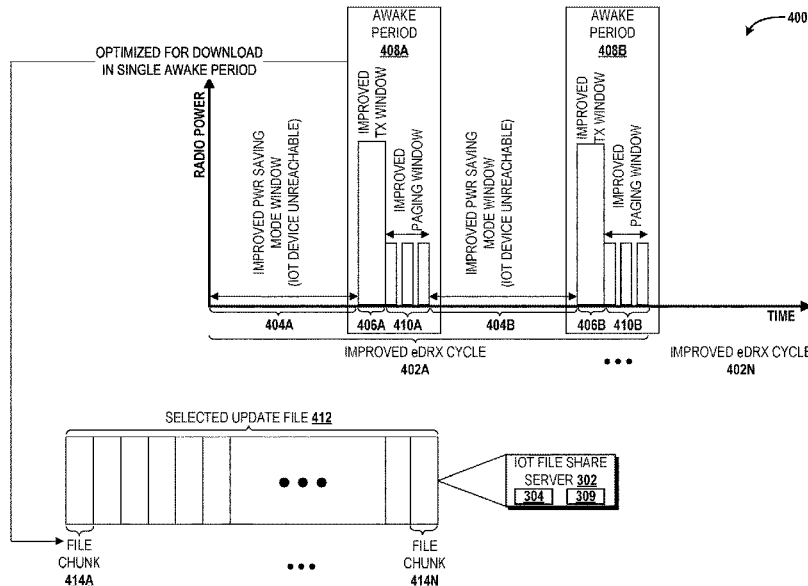 400
AWAKE
PERIOD
408A
AWAKE
PERIOD
408B
OPTIMIZED FOR DOWNLOAD
IN SINGLE AWAKE PERIOD
RADIO POWER
IMPROVED PWR SAVING
MODE WINDOW
(IOT DEVICE UNREACHABLE)
IMPROVED
TX WINDOW
IMPROVED
PAGING WINDOW
IMPROVED PWR SAVING
MODE WINDOW
(IOT DEVICE UNREACHABLE)
IMPROVED
TX WINDOW
IMPROVED
PAGING WINDOW
TIME
404A
406A
410A
404B
406B
410B
IMPROVED eDRX CYCLE
402A
IMPROVED eDRX CYCLE
402N
SELECTED UPDATE FILE 412
IOT FILE SHARE
SERVER 302
304
309
FILE
CHUNK
414A
FILE
CHUNK
414N